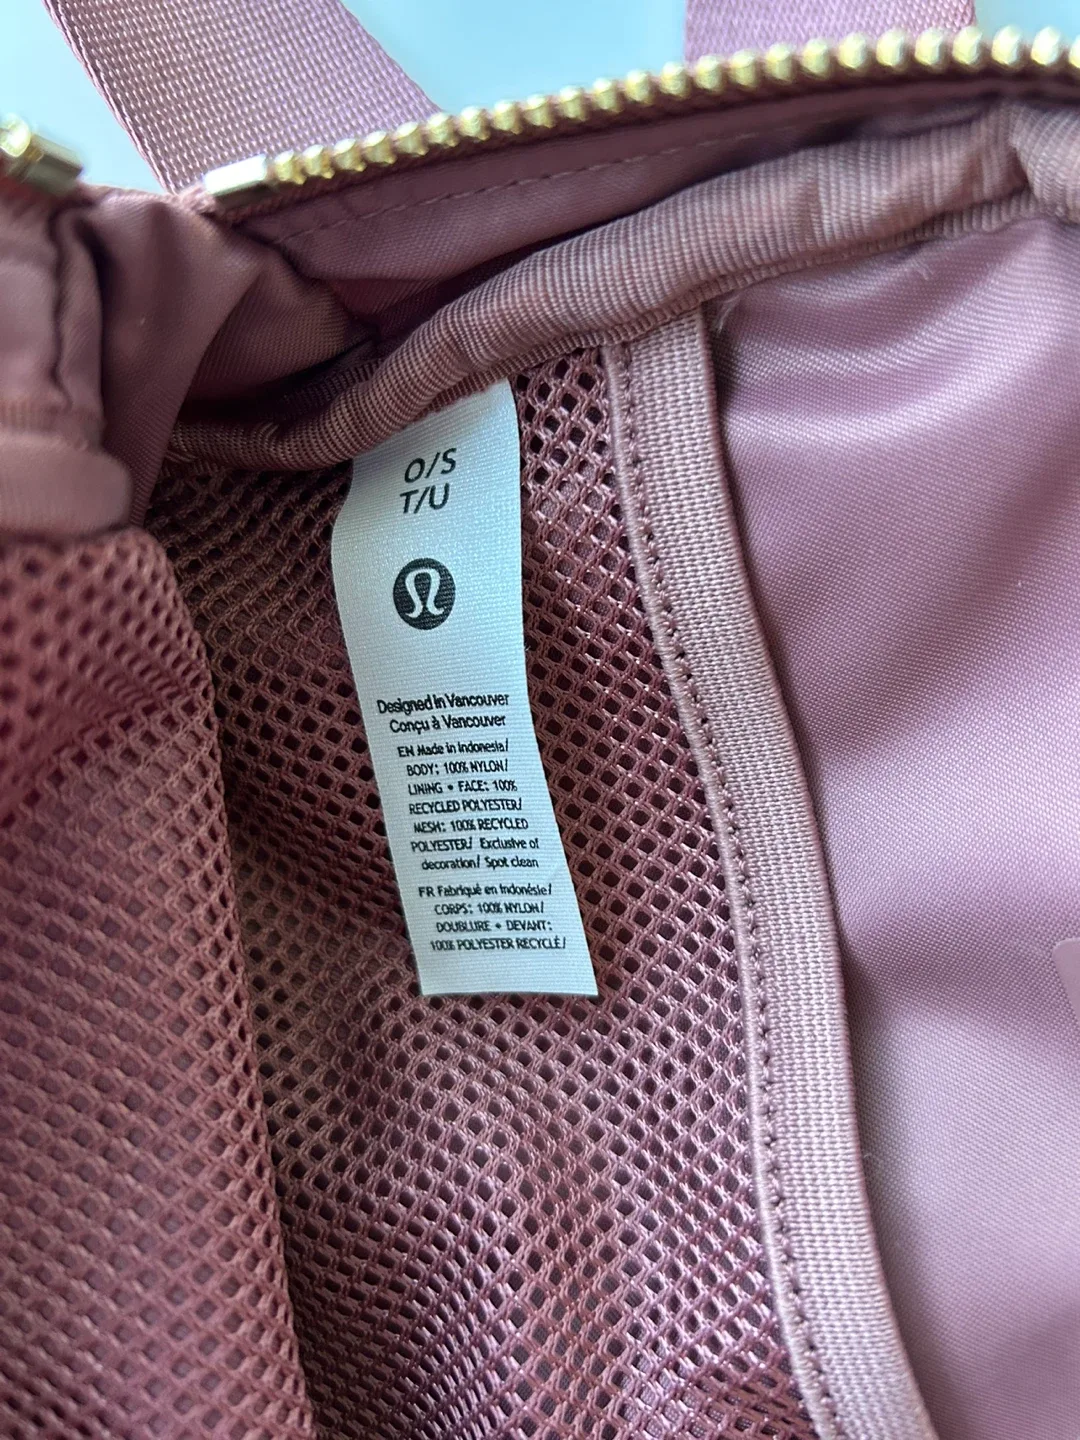 O/S
T/U
Designed in Vancouver
Conçu à Vancouver
EN Made in Indonesia/
BODY: 100% NYLON/
LINING • FACE: 100%
RECYCLED POLYESTER/
MESH: 100% RECYCLED
POLYESTER/ Exclusive of
decoration/ Spot clean
FR Fabriqué en Indonésie/
CORPS: 100% NYLON/
DOUBLURE • DEVANT:
100% POLYESTER RECYCLÉ/